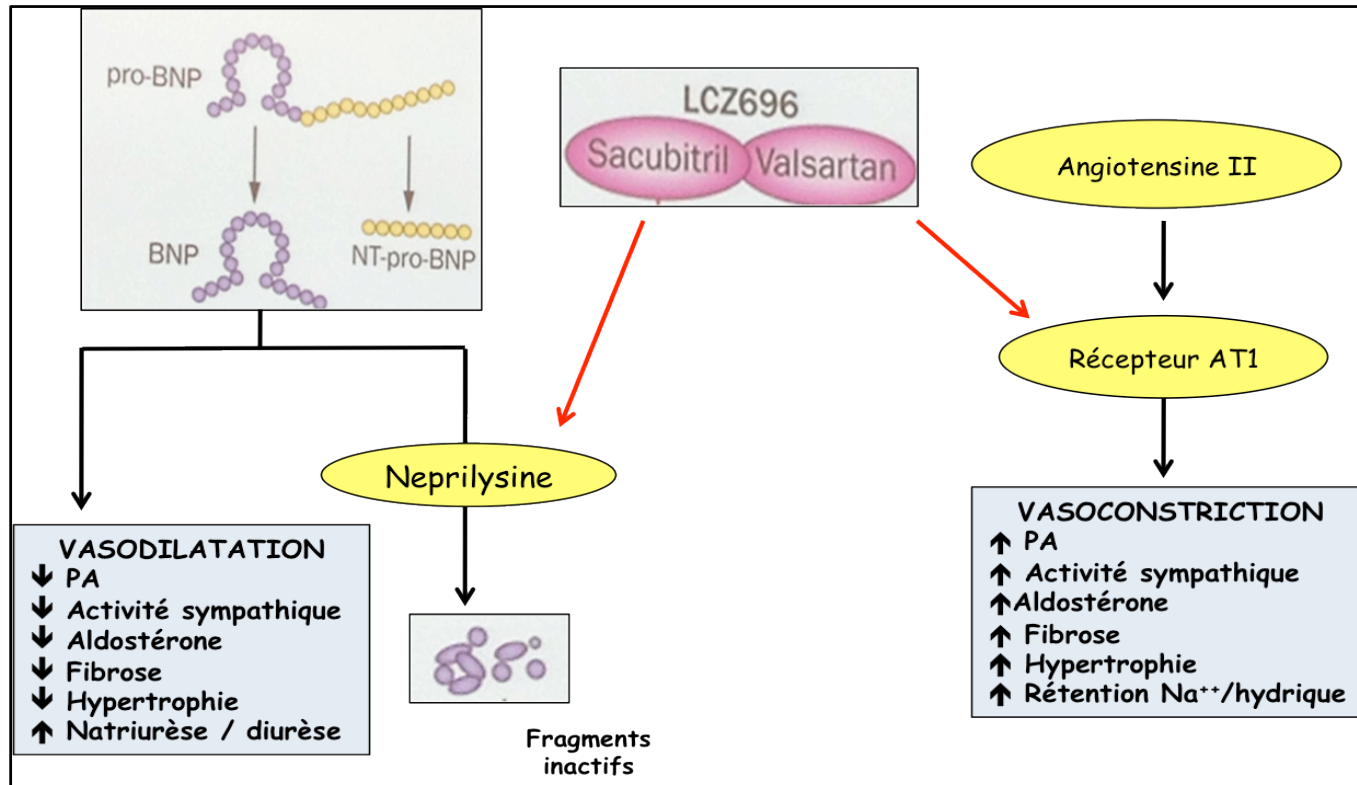 pro-BNP
BNP
NT-pro-BNP
LCZ696
Sacubitril Valsartan
Angiotensine II
Récepteur AT1
Neprilysine
VASODILATATION
↓ PA
↓ Activité sympathique
↓ Aldostérone
↓ Fibrose
↓ Hypertrophie
↑ Natriurèse / diurèse
Fragments
inactifs
VASOCONSTRICTION
↑ PA
↑ Activité sympathique
↑Aldostérone
↑ Fibrose
↑ Hypertrophie
↑ Rétention Na⁺⁺/hydrique